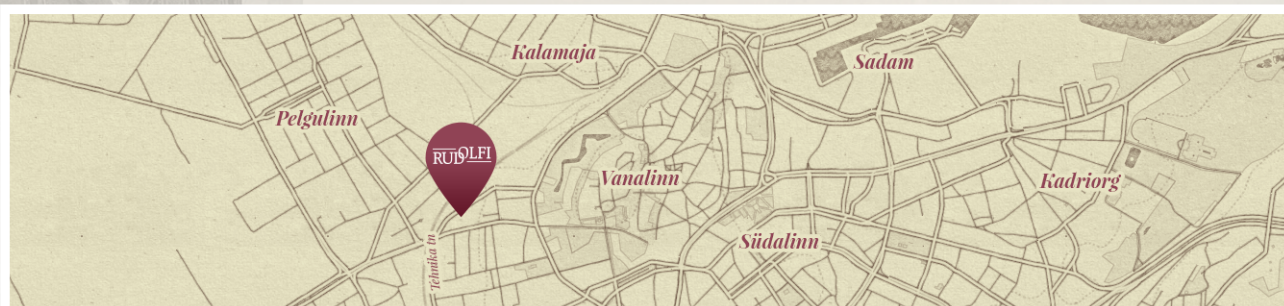 Kalamaja
Sadam
Pelgulinn
RUDOLFI
Vanalinn
Kadriorg
Südalinn
Tehnika tn